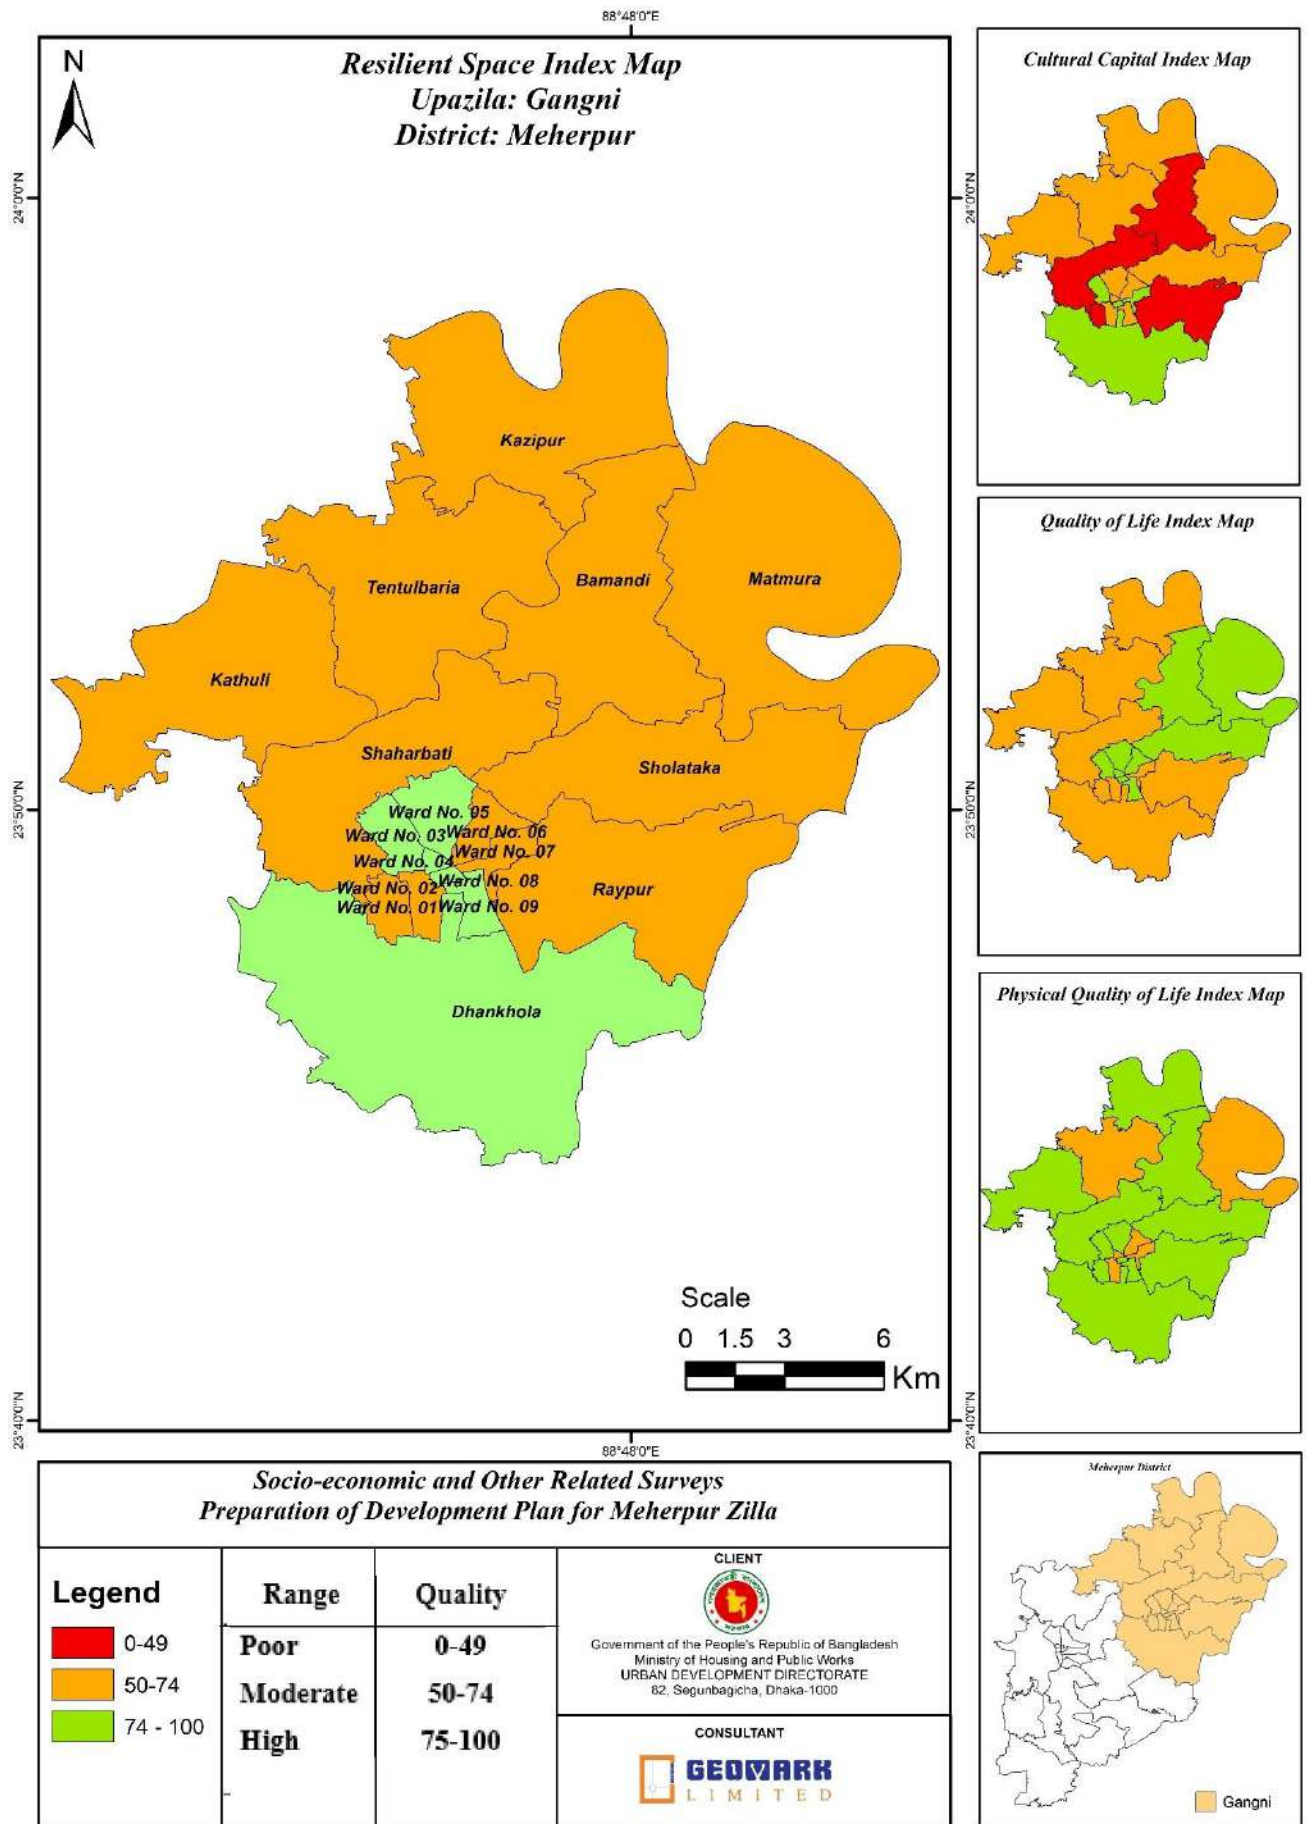 88°48'0"E
N
Resilient Space Index Map
Upazila: Gangni
District: Meherpur
24°0'0"N
24°0'0"N
Kazipur
Tentulbaria
Bamandi
Matmura
Kathuli
Shaharbati
Sholataka
23°50'0"N
23°50'0"N
Ward No. 05
Ward No. 03
Ward No. 06
Ward No. 07
Ward No. 04
Ward No. 02
Ward No. 08
Raypur
Ward No. 01
Ward No. 09
Dhankhola
Scale
0 1.5 3 6
Km
23°40'0"N
23°40'0"N
88°48'0"E
Cultural Capital Index Map
Quality of Life Index Map
Physical Quality of Life Index Map
Meherpur District
Gangni
Socio-economic and Other Related Surveys
Preparation of Development Plan for Meherpur Zilla
Legend
0-49
50-74
74 - 100
Range Quality
Poor 0-49
Moderate 50-74
High 75-100
-
CLIENT
Government of the People's Republic of Bangladesh
Ministry of Housing and Public Works
URBAN DEVELOPMENT DIRECTORATE
82, Segunbagicha, Dhaka-1000
CONSULTANT
GEOMARK
LIMITED